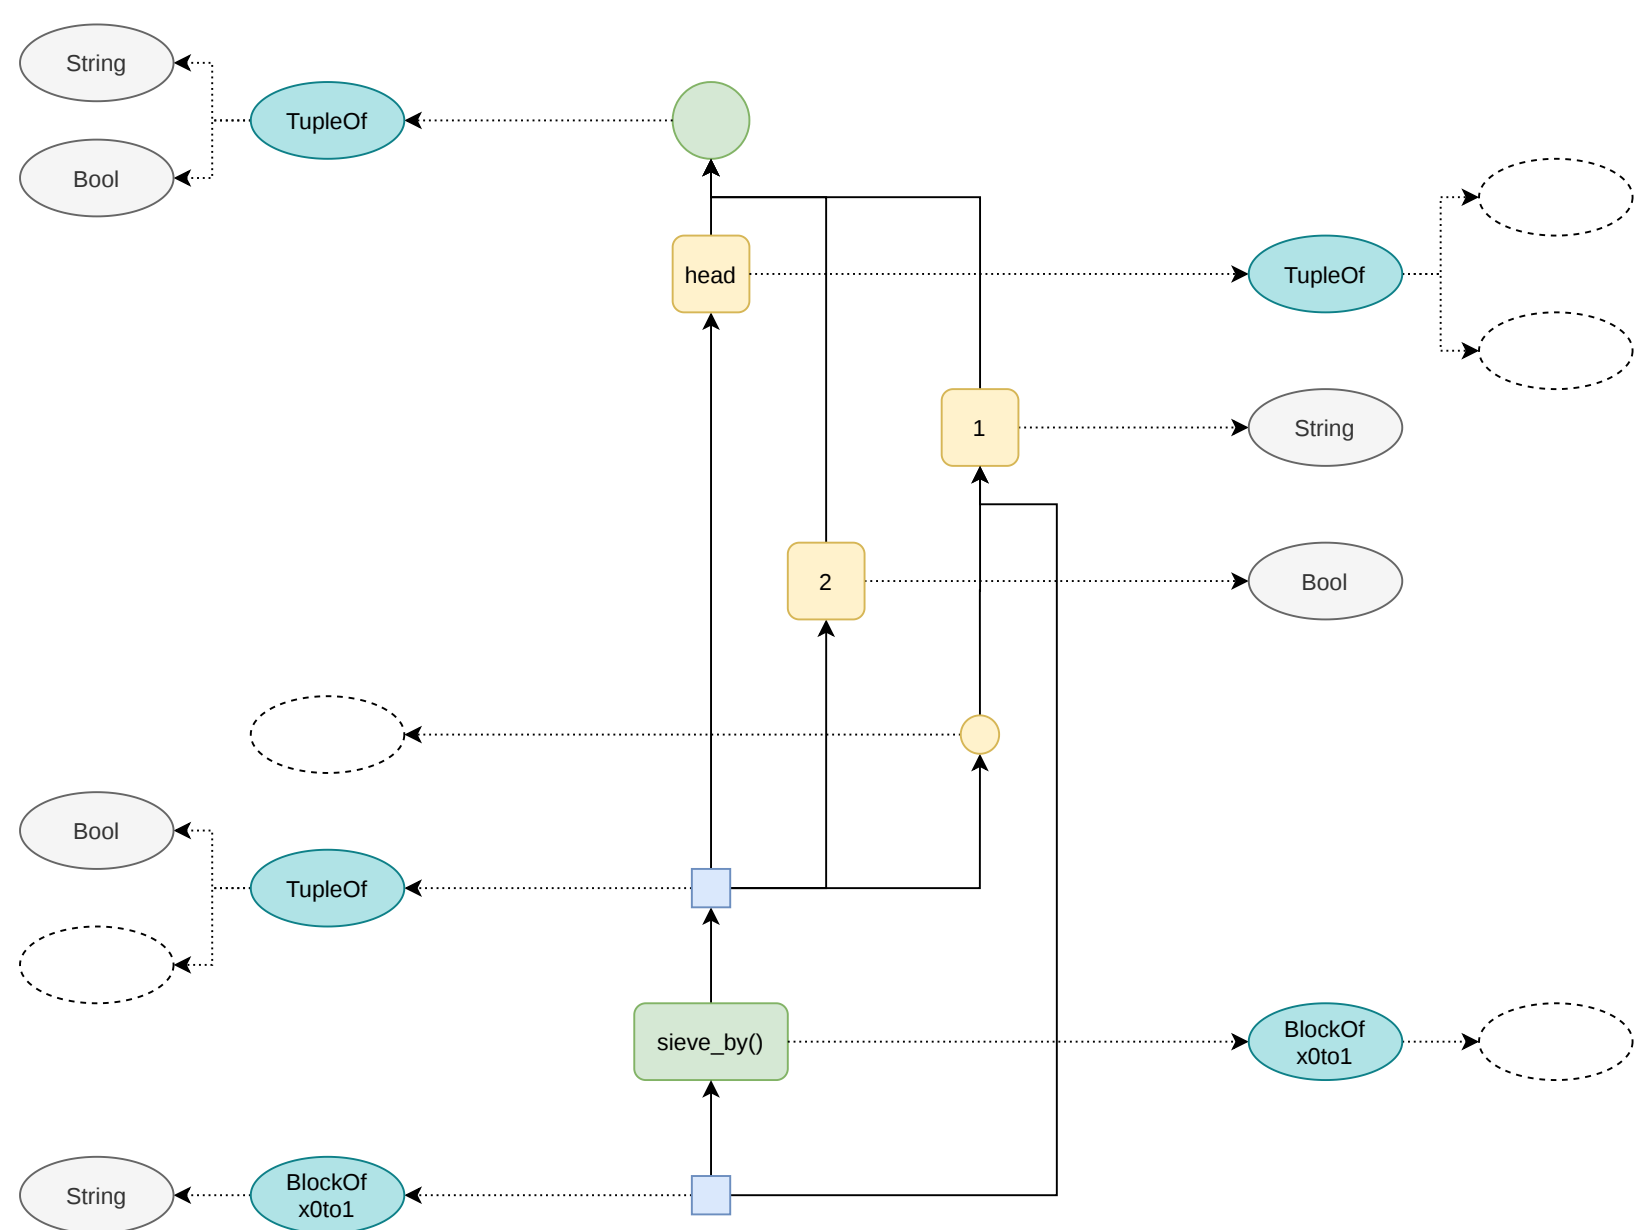 String
TupleOf
Bool
head
TupleOf
1
String
2
Bool
Bool
TupleOf
sieve_by()
BlockOf
x0to1
String
BlockOf
x0to1